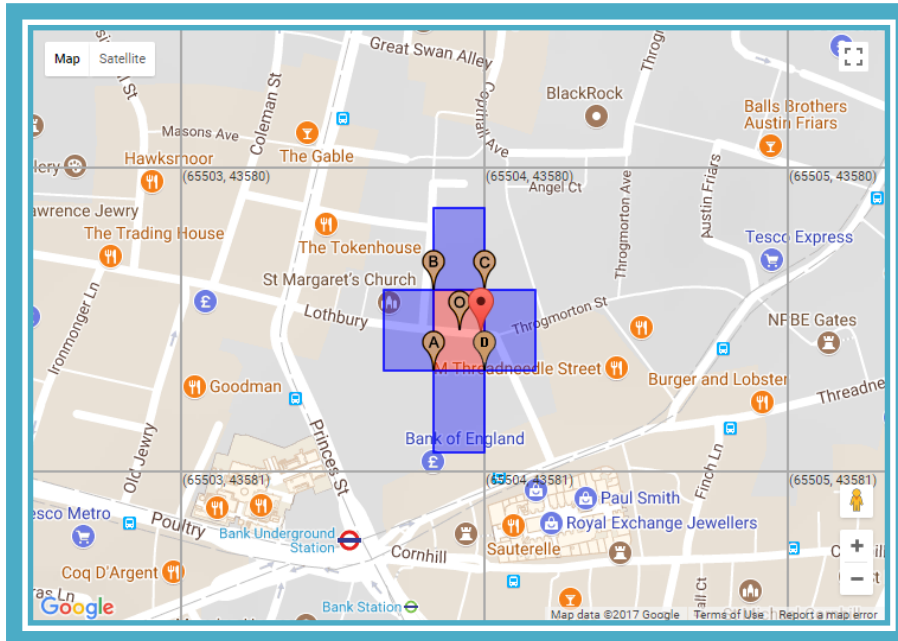 Map
Satellite
Great Swan Alley
Copthall Ave
Coleman St
BlackRock
Balls Brothers
Austin Friars
Masons Ave
The Gable
Hawksmoor
(65503, 43580)
(65504, 43580)
(65505, 43580)
Angel Ct
Throgmorton Ave
Austin Friars
awrence Jewry
The Trading House
The Tokenhouse
Tesco Express
St Margaret's Church
Ironmonger Ln
Lothbury
B
C
O
A
D
Throgmorton St
NFBE Gates
M Threadneedle Street
Goodman
Burger and Lobster
Threadne
Old Jewry
Princes St
Bank of England
Finch Ln
(65503, 43581)
(65504, 43581)
(65505, 43581)
esco Metro
Poultry
Paul Smith
Royal Exchange Jewellers
Bank Underground
Station
Cornhill
Sauterelle
Coq D'Argent
Bank Station
Google
Map data ©2017 Google
Terms of Use
Report a map error